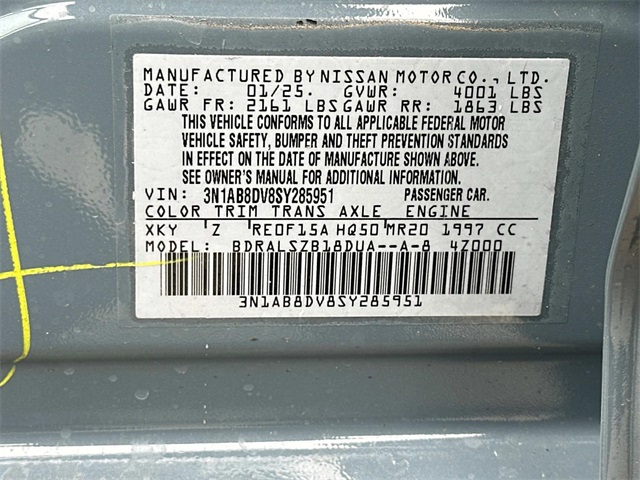 MANUFACTURED BY NISSAN MOTOR CO., LTD.
DATE: 01/25. GVWR: 4001 LBS
GAWR FR: 2161 LBS GAWR RR: 1863 LBS
THIS VEHICLE CONFORMS TO ALL APPLICABLE FEDERAL MOTOR
VEHICLE SAFETY, BUMPER AND THEFT PREVENTION STANDARDS
IN EFFECT ON THE DATE OF MANUFACTURE SHOWN ABOVE.
SEE OWNER'S MANUAL FOR ADDITIONAL INFORMATION.
VIN: 3N1AB8DV8SY285951 PASSENGER CAR.
COLOR TRIM TRANS AXLE ENGINE
XKY Z RE0F15A HQ50 MR20 1997 CC
MODEL: BDRALSZB18DUA--A-8 4Z000
3N1AB8DV8SY285951